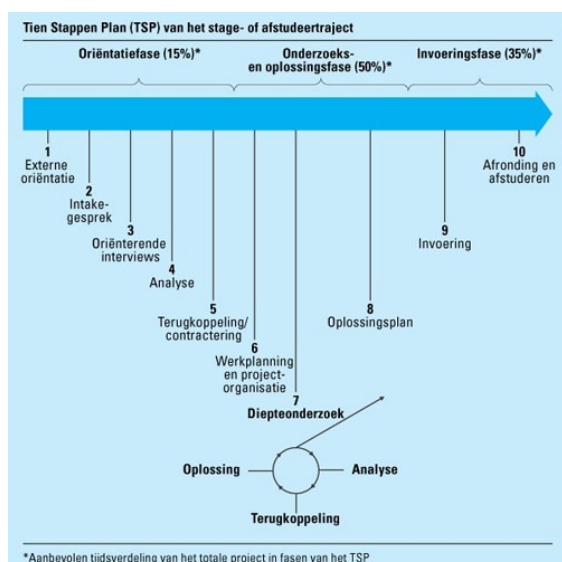 Tien Stappen Plan (TSP) van het stage- of afstudeertraject
Oriëntatiefase (15%)*
Onderzoeks-
en oplossingsfase (50%)*
Invoeringsfase (35%)*
1
Externe
oriëntatie
2
Intake-
gesprek
3
Oriënterende
interviews
4
Analyse
5
Terugkoppeling/
contractering
6
Werkplanning
en project-
organisatie
7
Diepteonderzoek
8
Oplossingsplan
9
Invoering
10
Afronding en
afstuderen
Oplossing
Analyse
Terugkoppeling
*Aanbevolen tijdsverdeling van het totale project in fasen van het TSP